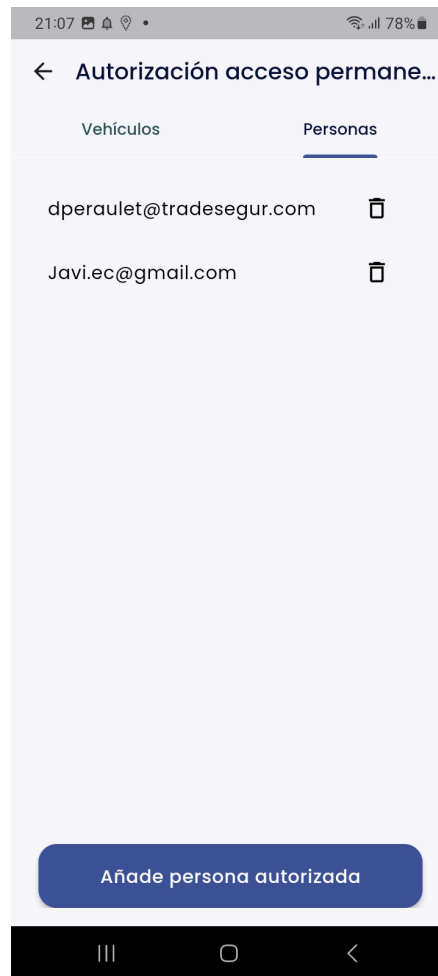 21:07
78%
Autorización acceso permane...
Vehículos
Personas
dperaulet@tradesegur.com
Javi.ec@gmail.com
Añade persona autorizada